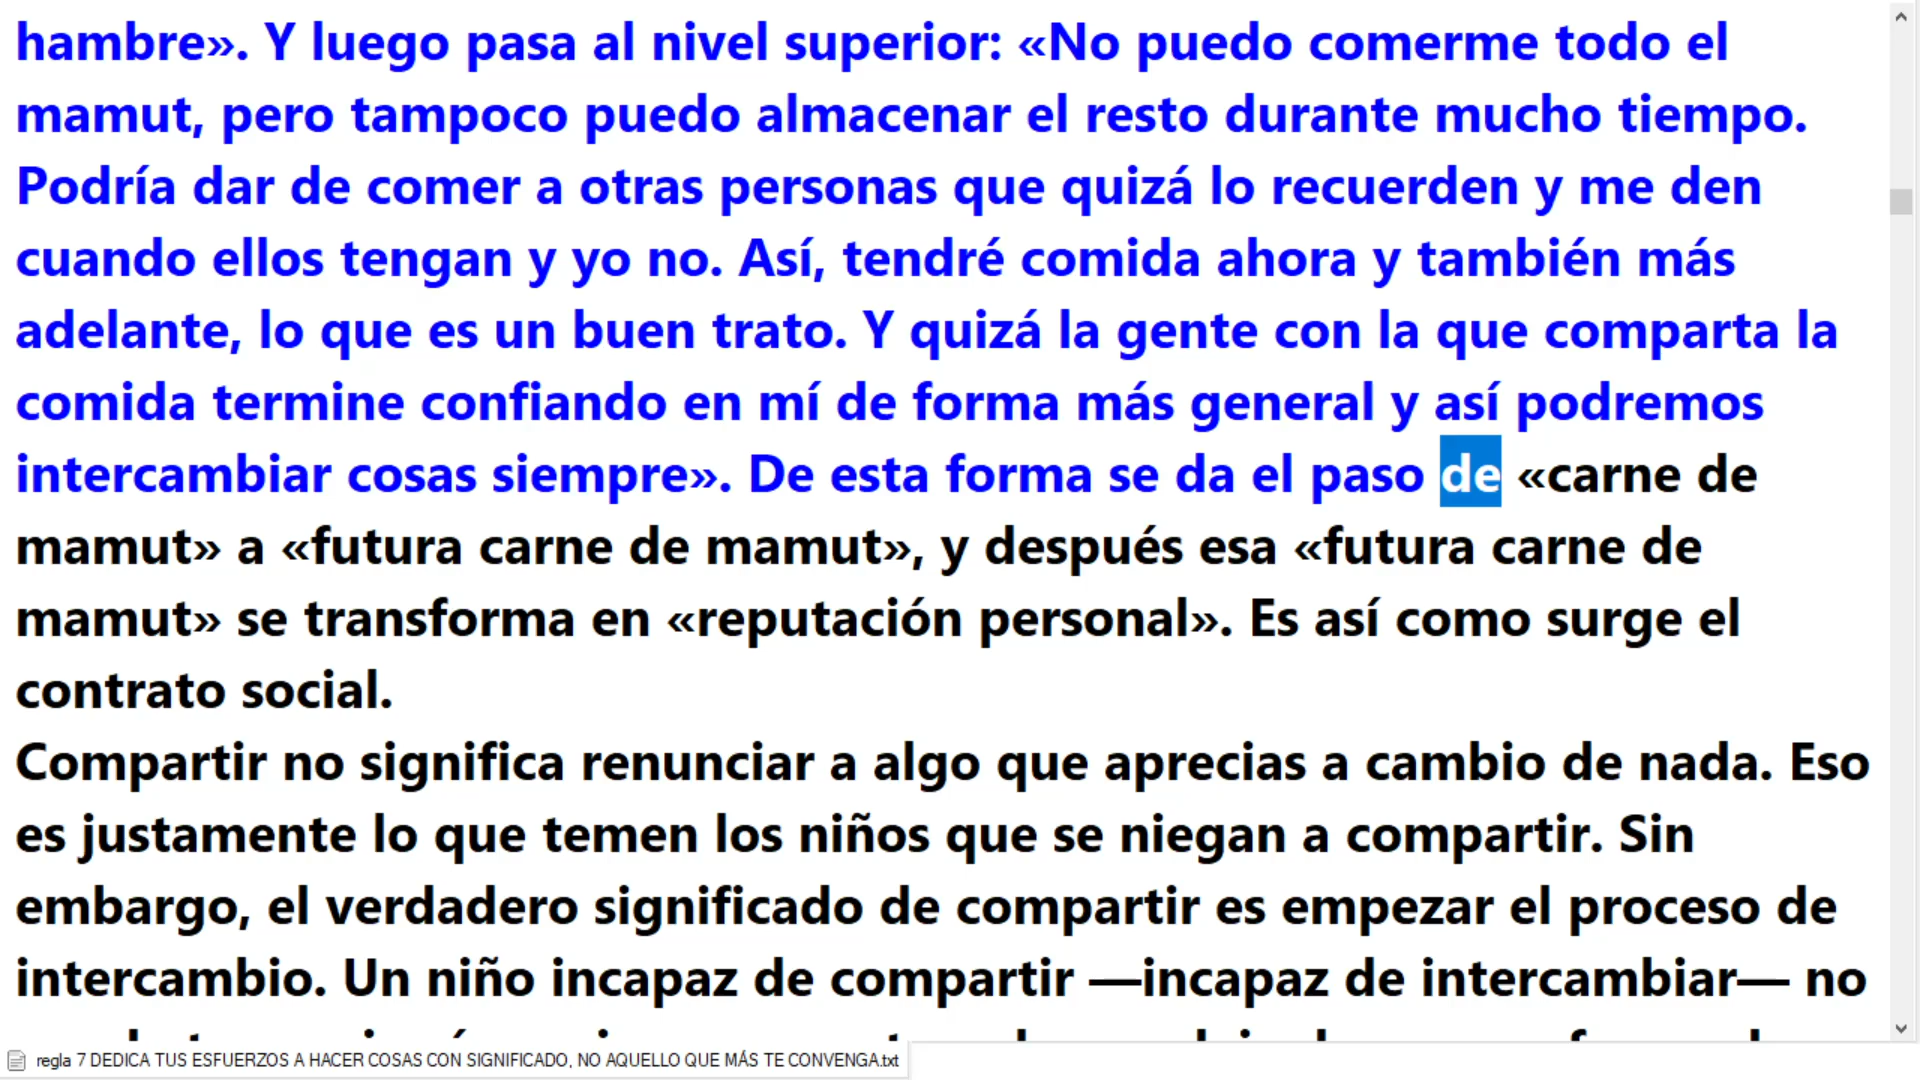 hambre». Y luego pasa al nivel superior: «No puedo comerme todo el
mamut, pero tampoco puedo almacenar el resto durante mucho tiempo.
Podría dar de comer a otras personas que quizá lo recuerden y me den
cuando ellos tengan y yo no. Así, tendré comida ahora y también más
adelante, lo que es un buen trato. Y quizá la gente con la que comparta la
comida termine confiando en mí de forma más general y así podremos
intercambiar cosas siempre». De esta forma se da el paso de «carne de
mamut» a «futura carne de mamut», y después esa «futura carne de
mamut» se transforma en «reputación personal». Es así como surge el
contrato social.
Compartir no significa renunciar a algo que aprecias a cambio de nada. Eso
es justamente lo que temen los niños que se niegan a compartir. Sin
embargo, el verdadero significado de compartir es empezar el proceso de
intercambio. Un niño incapaz de compartir —incapaz de intercambiar— no
regla 7 DEDICA TUS ESFUERZOS A HACER COSAS CON SIGNIFICADO, NO AQUELLO QUE MÁS TE CONVENGA.txt